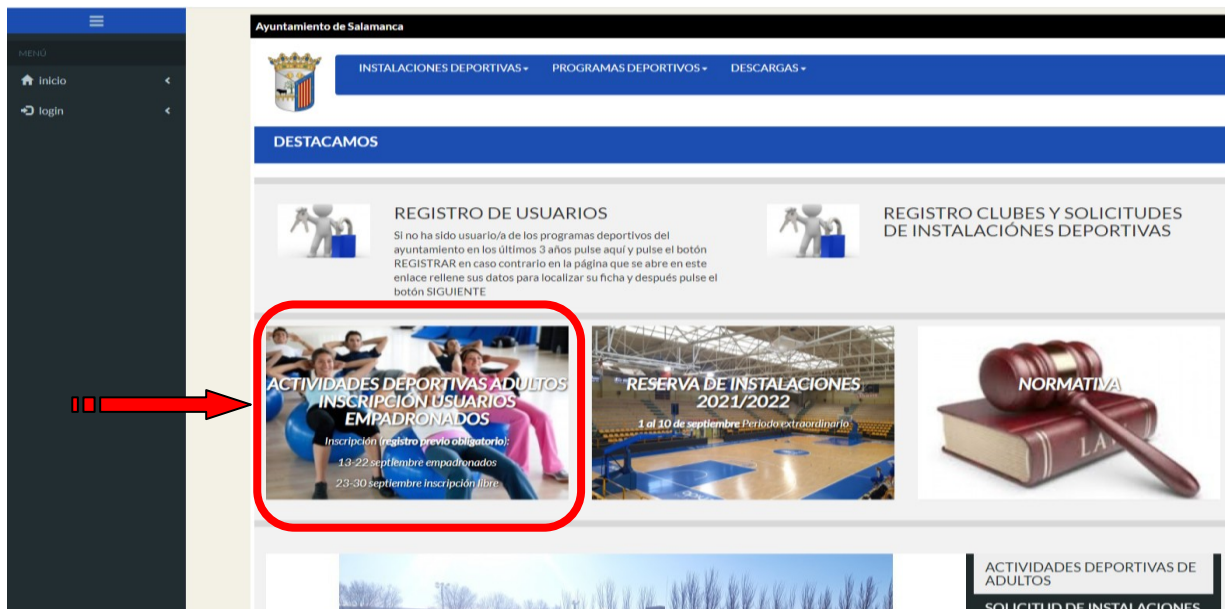 MENÚ
inicio
login
Ayuntamiento de Salamanca
INSTALACIONES DEPORTIVAS
PROGRAMAS DEPORTIVOS
DESCARGAS
DESTACAMOS
REGISTRO DE USUARIOS
Si no ha sido usuario/a de los programas deportivos del
ayuntamiento en los últimos 3 años pulse aquí y pulse el botón
REGISTRAR en caso contrario en la página que se abre en este
enlace rellene sus datos para localizar su ficha y después pulse el
botón SIGUIENTE
REGISTRO CLUBES Y SOLICITUDES
DE INSTALACIÓNES DEPORTIVAS
ACTIVIDADES DEPORTIVAS ADULTOS
INSCRIPCIÓN USUARIOS
EMPADRONADOS
Inscripción (registro previo obligatorio):
13-22 septiembre empadronados
23-30 septiembre inscripción libre
RESERVA DE INSTALACIONES
2021/2022
1 al 10 de septiembre Periodo extraordinario
NORMATIVA
LAW
ACTIVIDADES DEPORTIVAS DE
ADULTOS
SOLICITUD DE INSTALACIONES